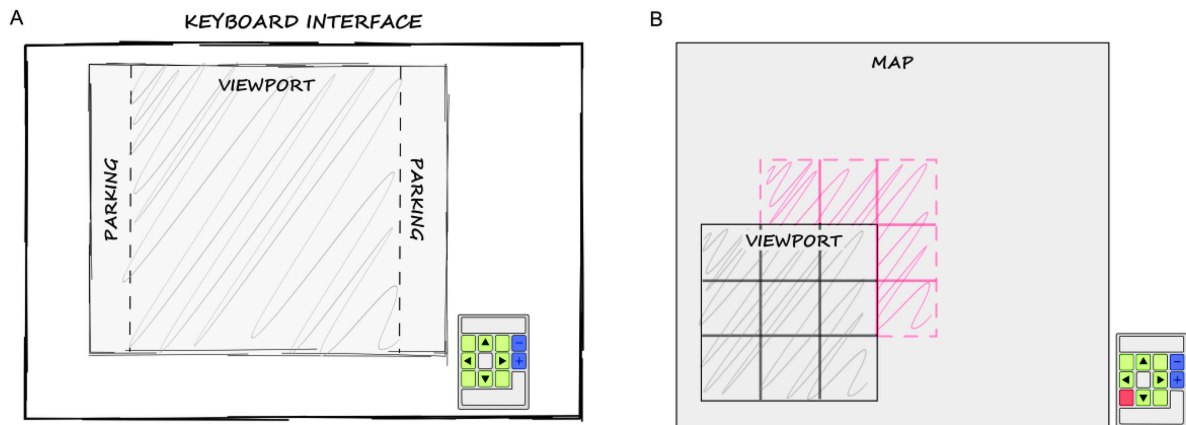 A
KEYBOARD INTERFACE
VIEWPORT
PARKING
PARKING
−
+
B
MAP
VIEWPORT
−
+